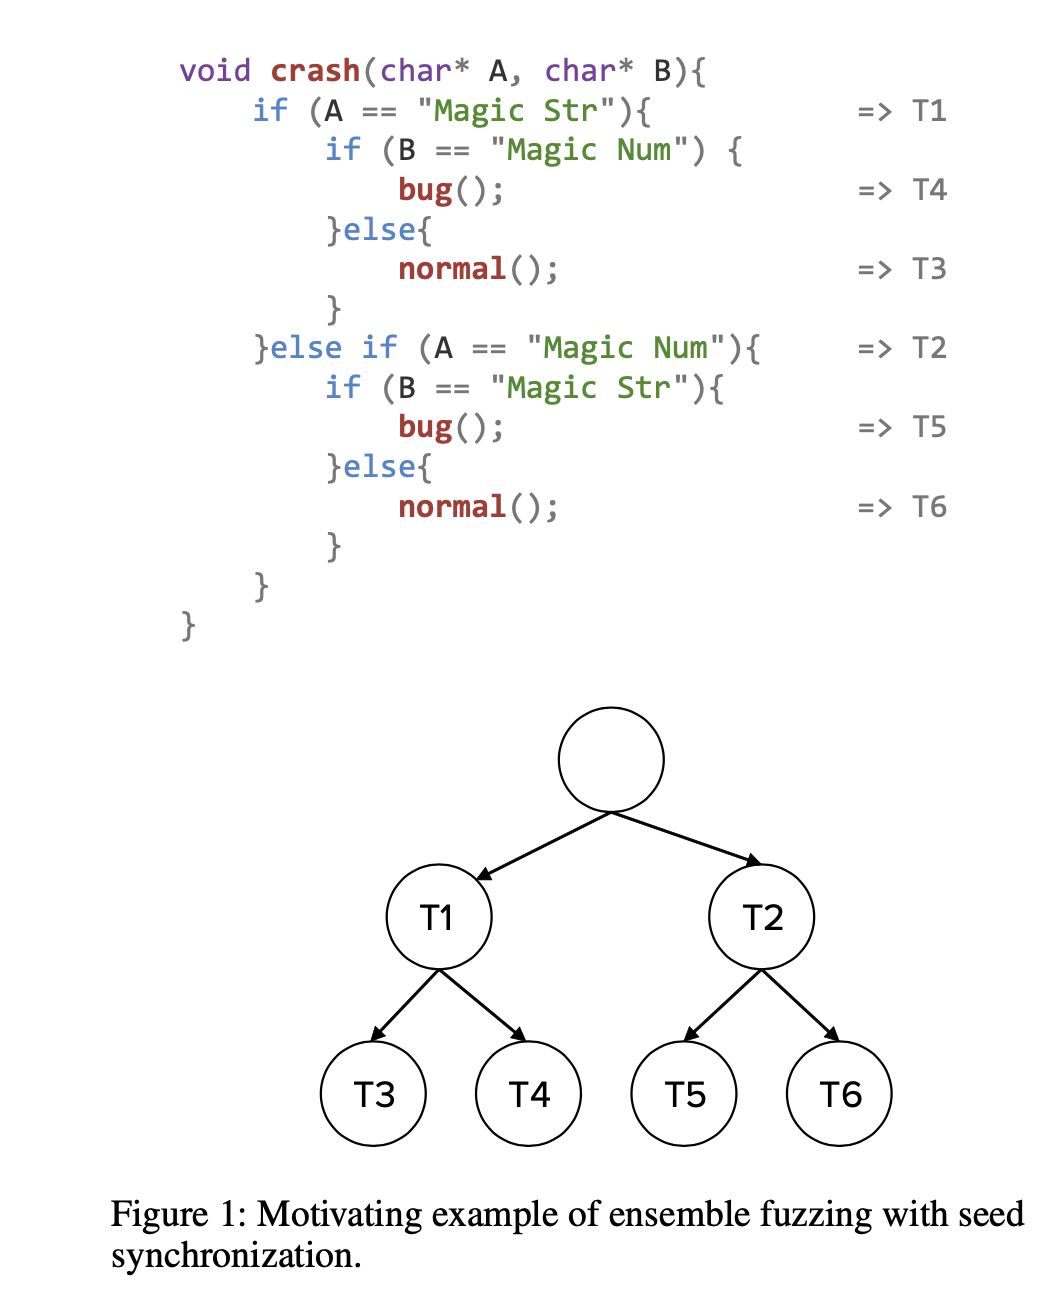 void crash(char* A, char* B){
if (A == "Magic Str"){ => T1
if (B == "Magic Num") {
bug(); => T4
}else{
normal(); => T3
}
}else if (A == "Magic Num"){ => T2
if (B == "Magic Str"){
bug(); => T5
}else{
normal(); => T6
}
}
}
T1 T2
T3 T4 T5 T6
Figure 1: Motivating example of ensemble fuzzing with seed
synchronization.